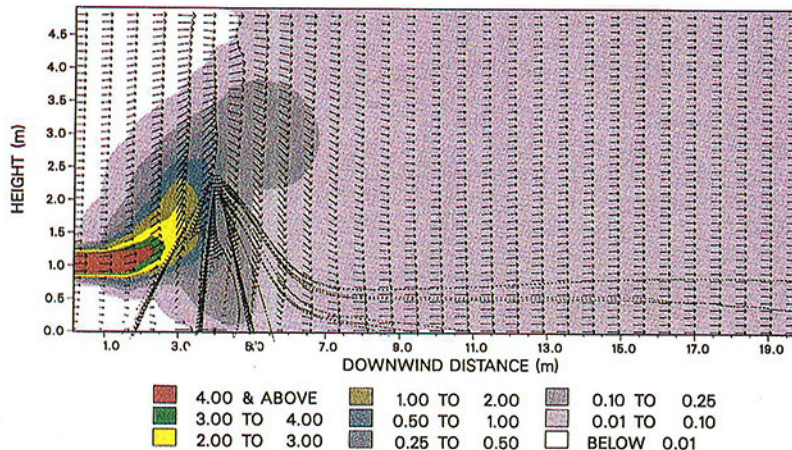 4.5
4.0
3.5
3.0
2.5
2.0
1.5
1.0
0.5
0.0
HEIGHT (m)
1.0 3.0 5.0 7.0 9.0 11.0 13.0 15.0 17.0 19.0
DOWNWIND DISTANCE (m)
4.00 & ABOVE 1.00 TO 2.00 0.10 TO 0.25
3.00 TO 4.00 0.50 TO 1.00 0.01 TO 0.10
2.00 TO 3.00 0.25 TO 0.50 BELOW 0.01